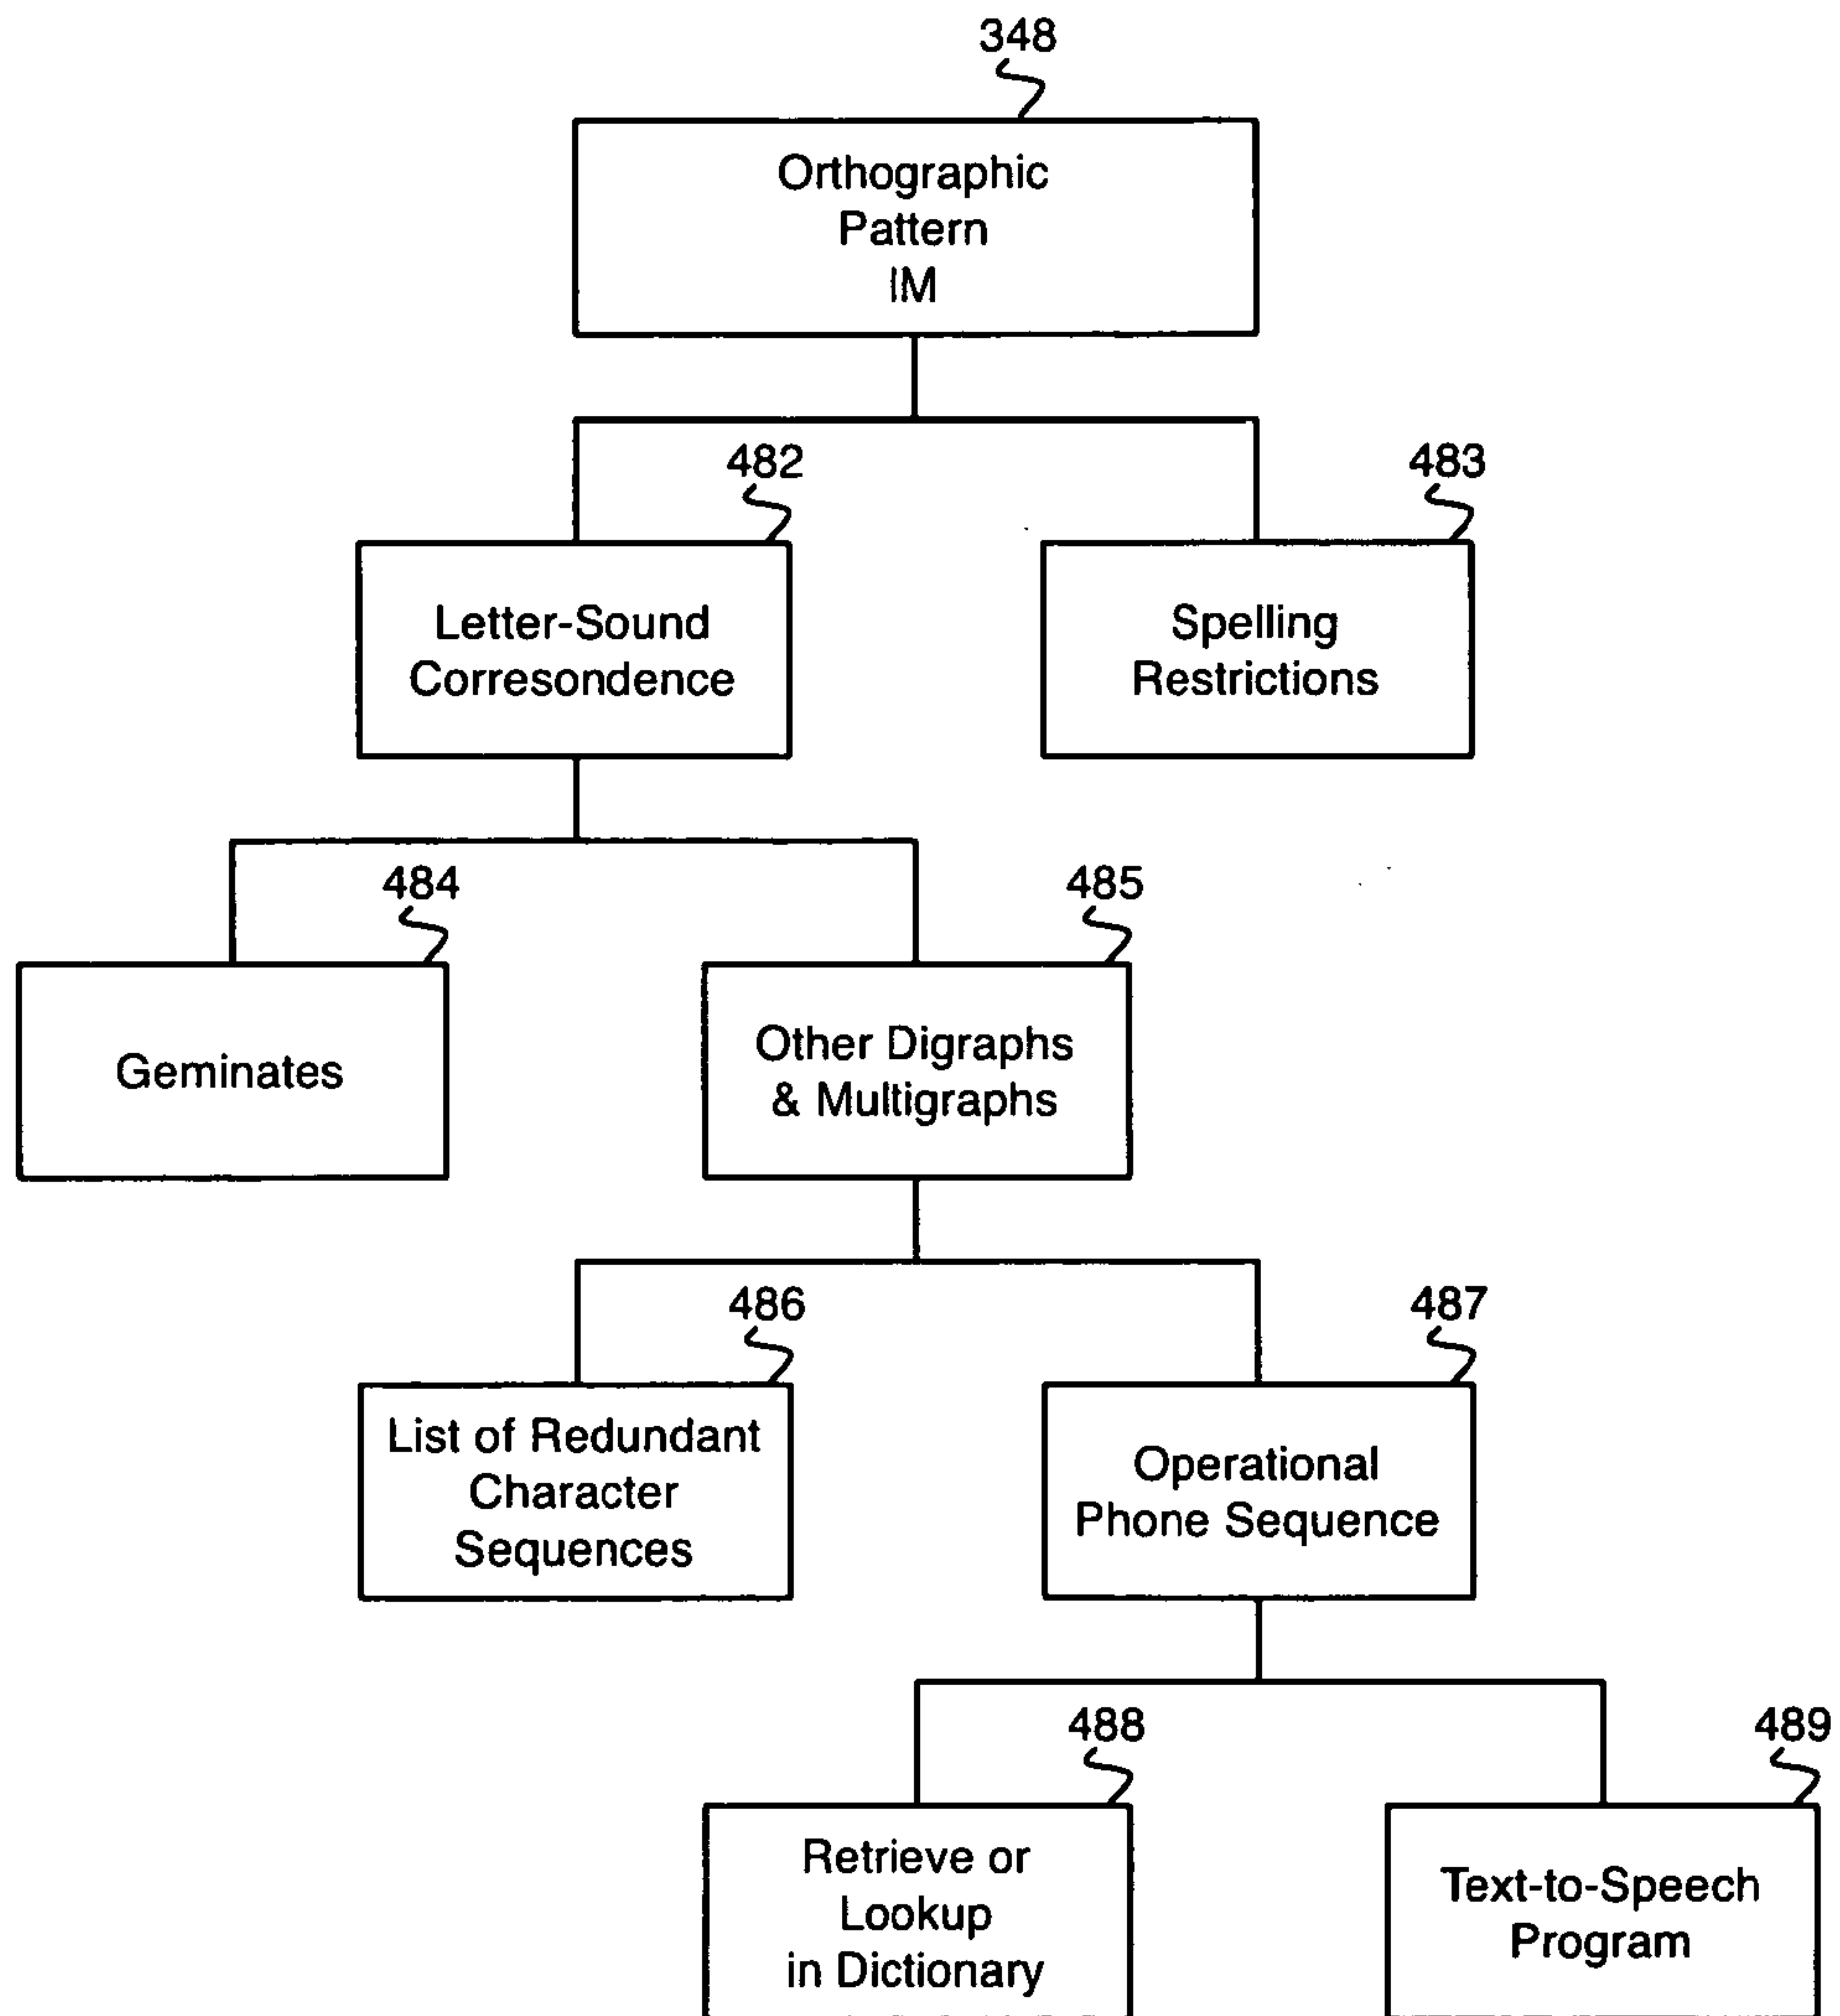 348
Orthographic
Pattern
IM
482
483
Letter-Sound
Corresondence
Spelling
Restrictions
484
485
Geminates
Other Digraphs
& Multigraphs
486
487
List of Redundant
Character
Sequences
Operational
Phone Sequence
488
489
Retrieve or
Lookup
in Dictionary
Text-to-Speech
Program